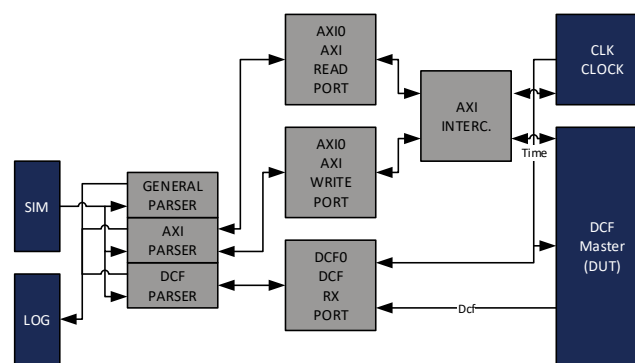 AXI0
AXI
READ
PORT
CLK
CLOCK
AXI
INTERC.
Time
AXI0
AXI
WRITE
PORT
SIM
GENERAL
PARSER
AXI
PARSER
DCF
PARSER
DCF0
DCF
RX
PORT
DCF
Master
(DUT)
Dcf
LOG